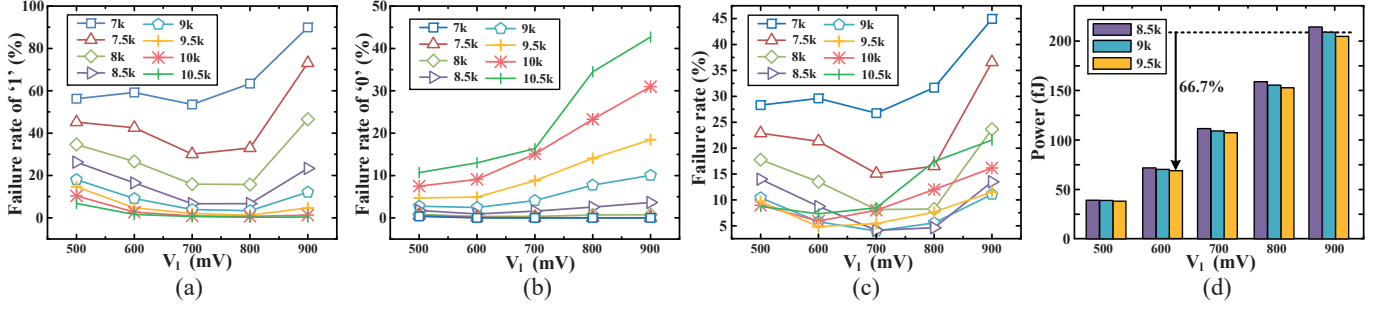 Failure rate of '1' (%)
100
80
60
40
20
0
7k
9k
7.5k
9.5k
8k
10k
8.5k
10.5k
500 600 700 800 900
V_l (mV)
(a)
Failure rate of '0' (%)
50
40
30
20
10
0
7k
9k
7.5k
9.5k
8k
10k
8.5k
10.5k
500 600 700 800 900
V_l (mV)
(b)
Failure rate (%)
45
40
35
30
25
20
15
10
5
7k
9k
7.5k
9.5k
8k
10k
8.5k
10.5k
500 600 700 800 900
V_l (mV)
(c)
Power (fJ)
200
150
100
50
0
8.5k
9k
9.5k
66.7%
500 600 700 800 900
V_l (mV)
(d)